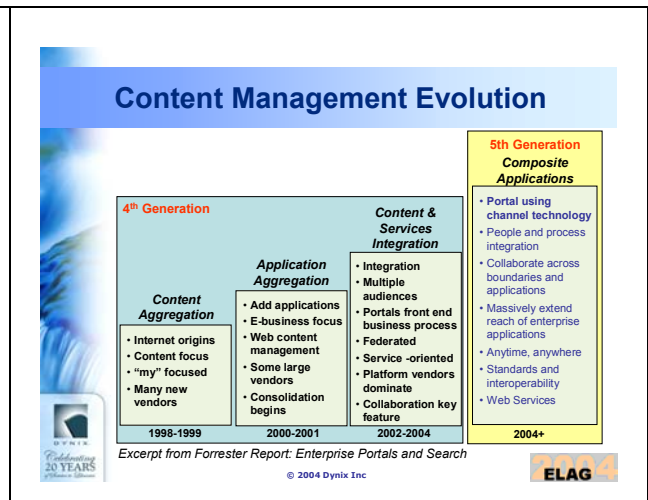 Content Management Evolution
4th Generation
Content
Aggregation
• Internet origins
• Content focus
• “my” focused
• Many new
vendors
1998-1999
Application
Aggregation
• Add applications
• E-business focus
• Web content
management
• Some large
vendors
• Consolidation
begins
2000-2001
Content &
Services
Integration
• Integration
• Multiple
audiences
• Portals front end
business process
• Federated
• Service -oriented
• Platform vendors
dominate
• Collaboration key
feature
2002-2004
5th Generation
Composite
Applications
• Portal using
channel technology
• People and process
integration
• Collaborate across
boundaries and
applications
• Massively extend
reach of enterprise
applications
• Anytime, anywhere
• Standards and
interoperability
• Web Services
2004+
DYNIX
Celebrating
20 YEARS
Excerpt from Forrester Report: Enterprise Portals and Search
© 2004 Dynix Inc
2004
ELAG